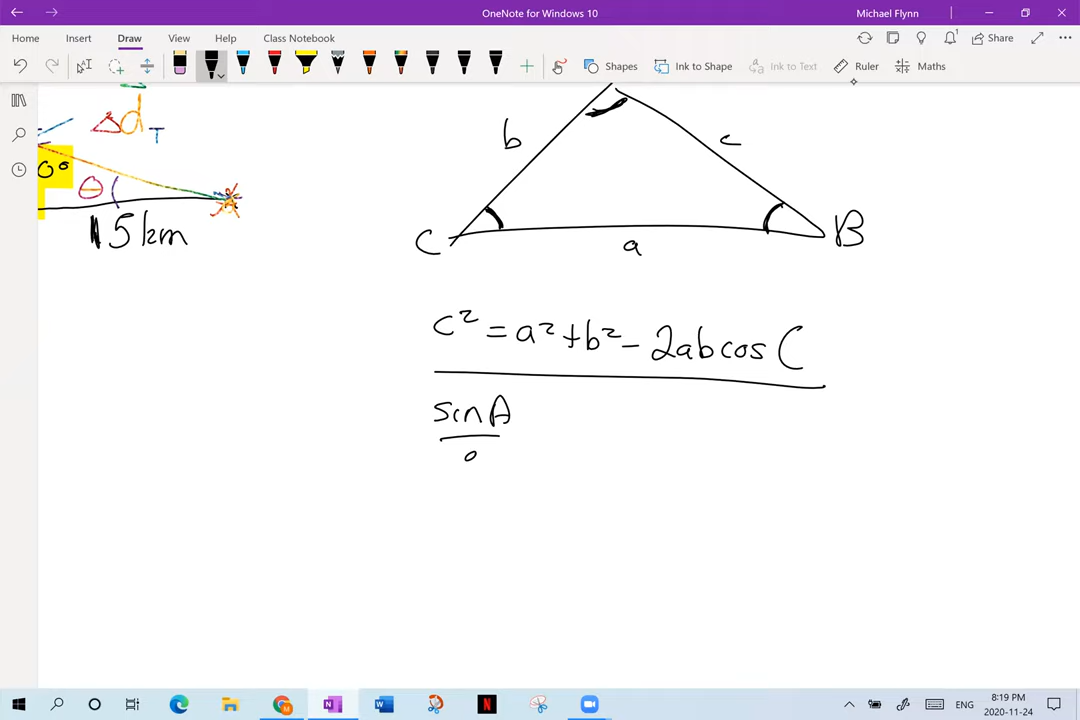 OneNote for Windows 10
Michael Flynn
Home Insert Draw View Help Class Notebook
Share
Shapes
Ink to Shape
Ink to Text
Ruler
Maths
Δd T
0°
θ
15 km
b
c
C
a
B
c² = a² + b² - 2ab cos C
sin A
ENG
8:19 PM
2020-11-24